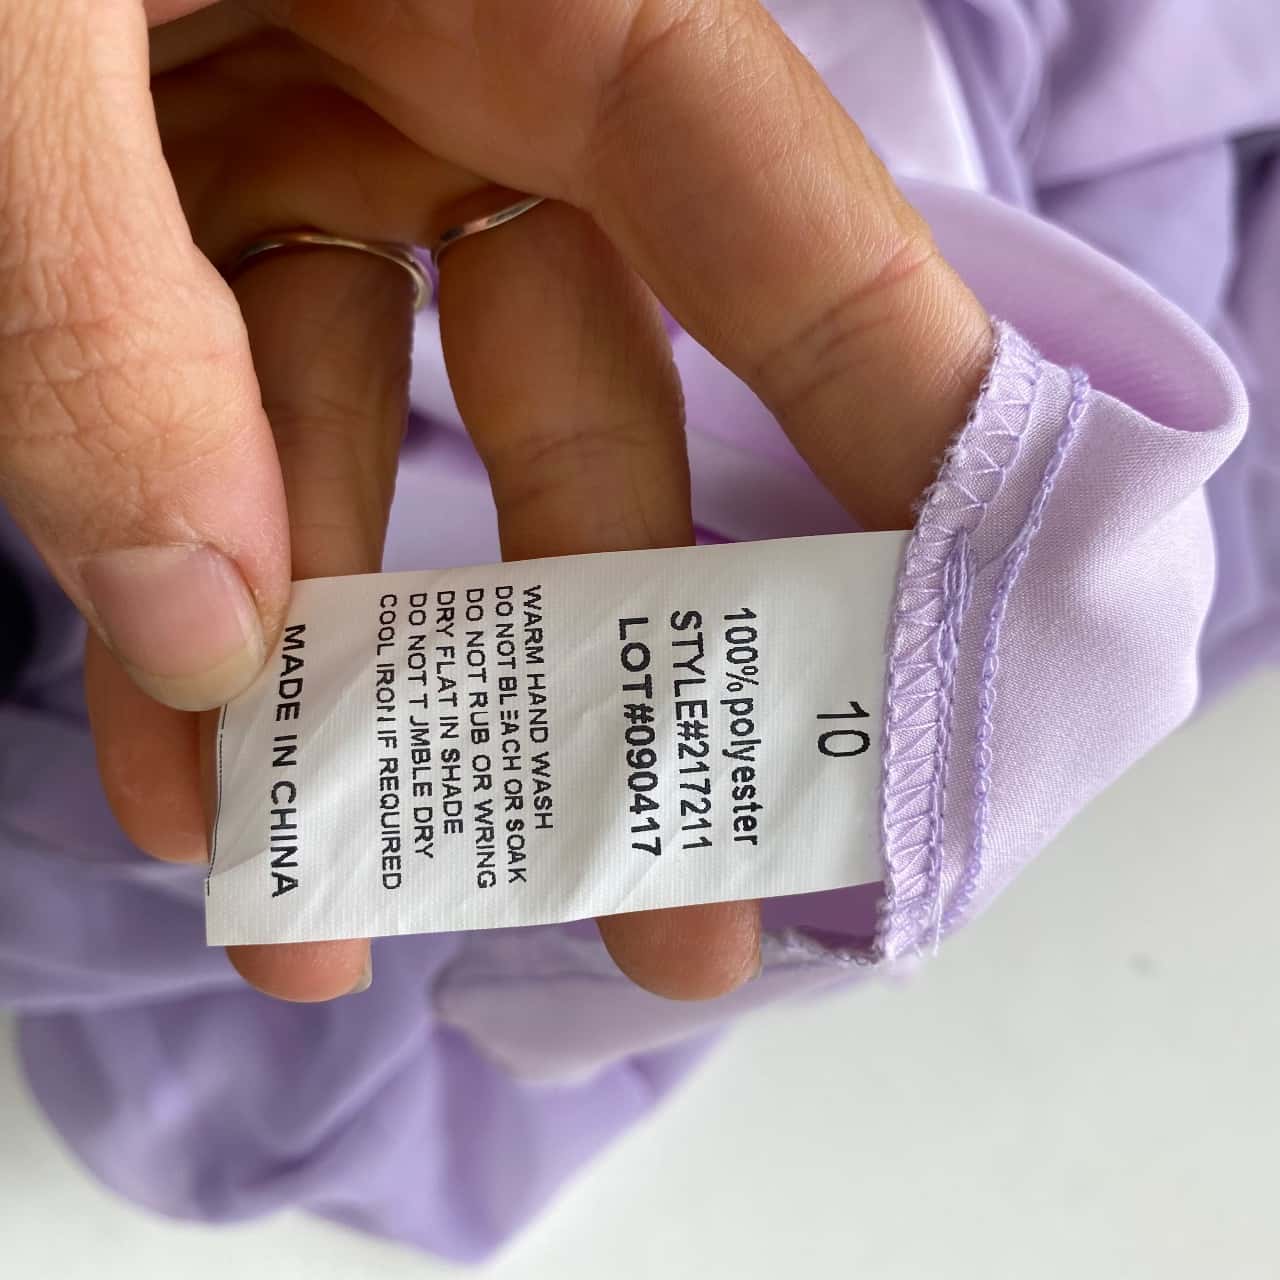 10
100%polyester
STYLE#217211
LOT#090417
WARM HAND WASH
DO NOT BLEACH OR SOAK
DO NOT RUB OR WRING
DRY FLAT IN SHADE
DO NOT TUMBLE DRY
COOL IRON IF REQUIRED
MADE IN CHINA